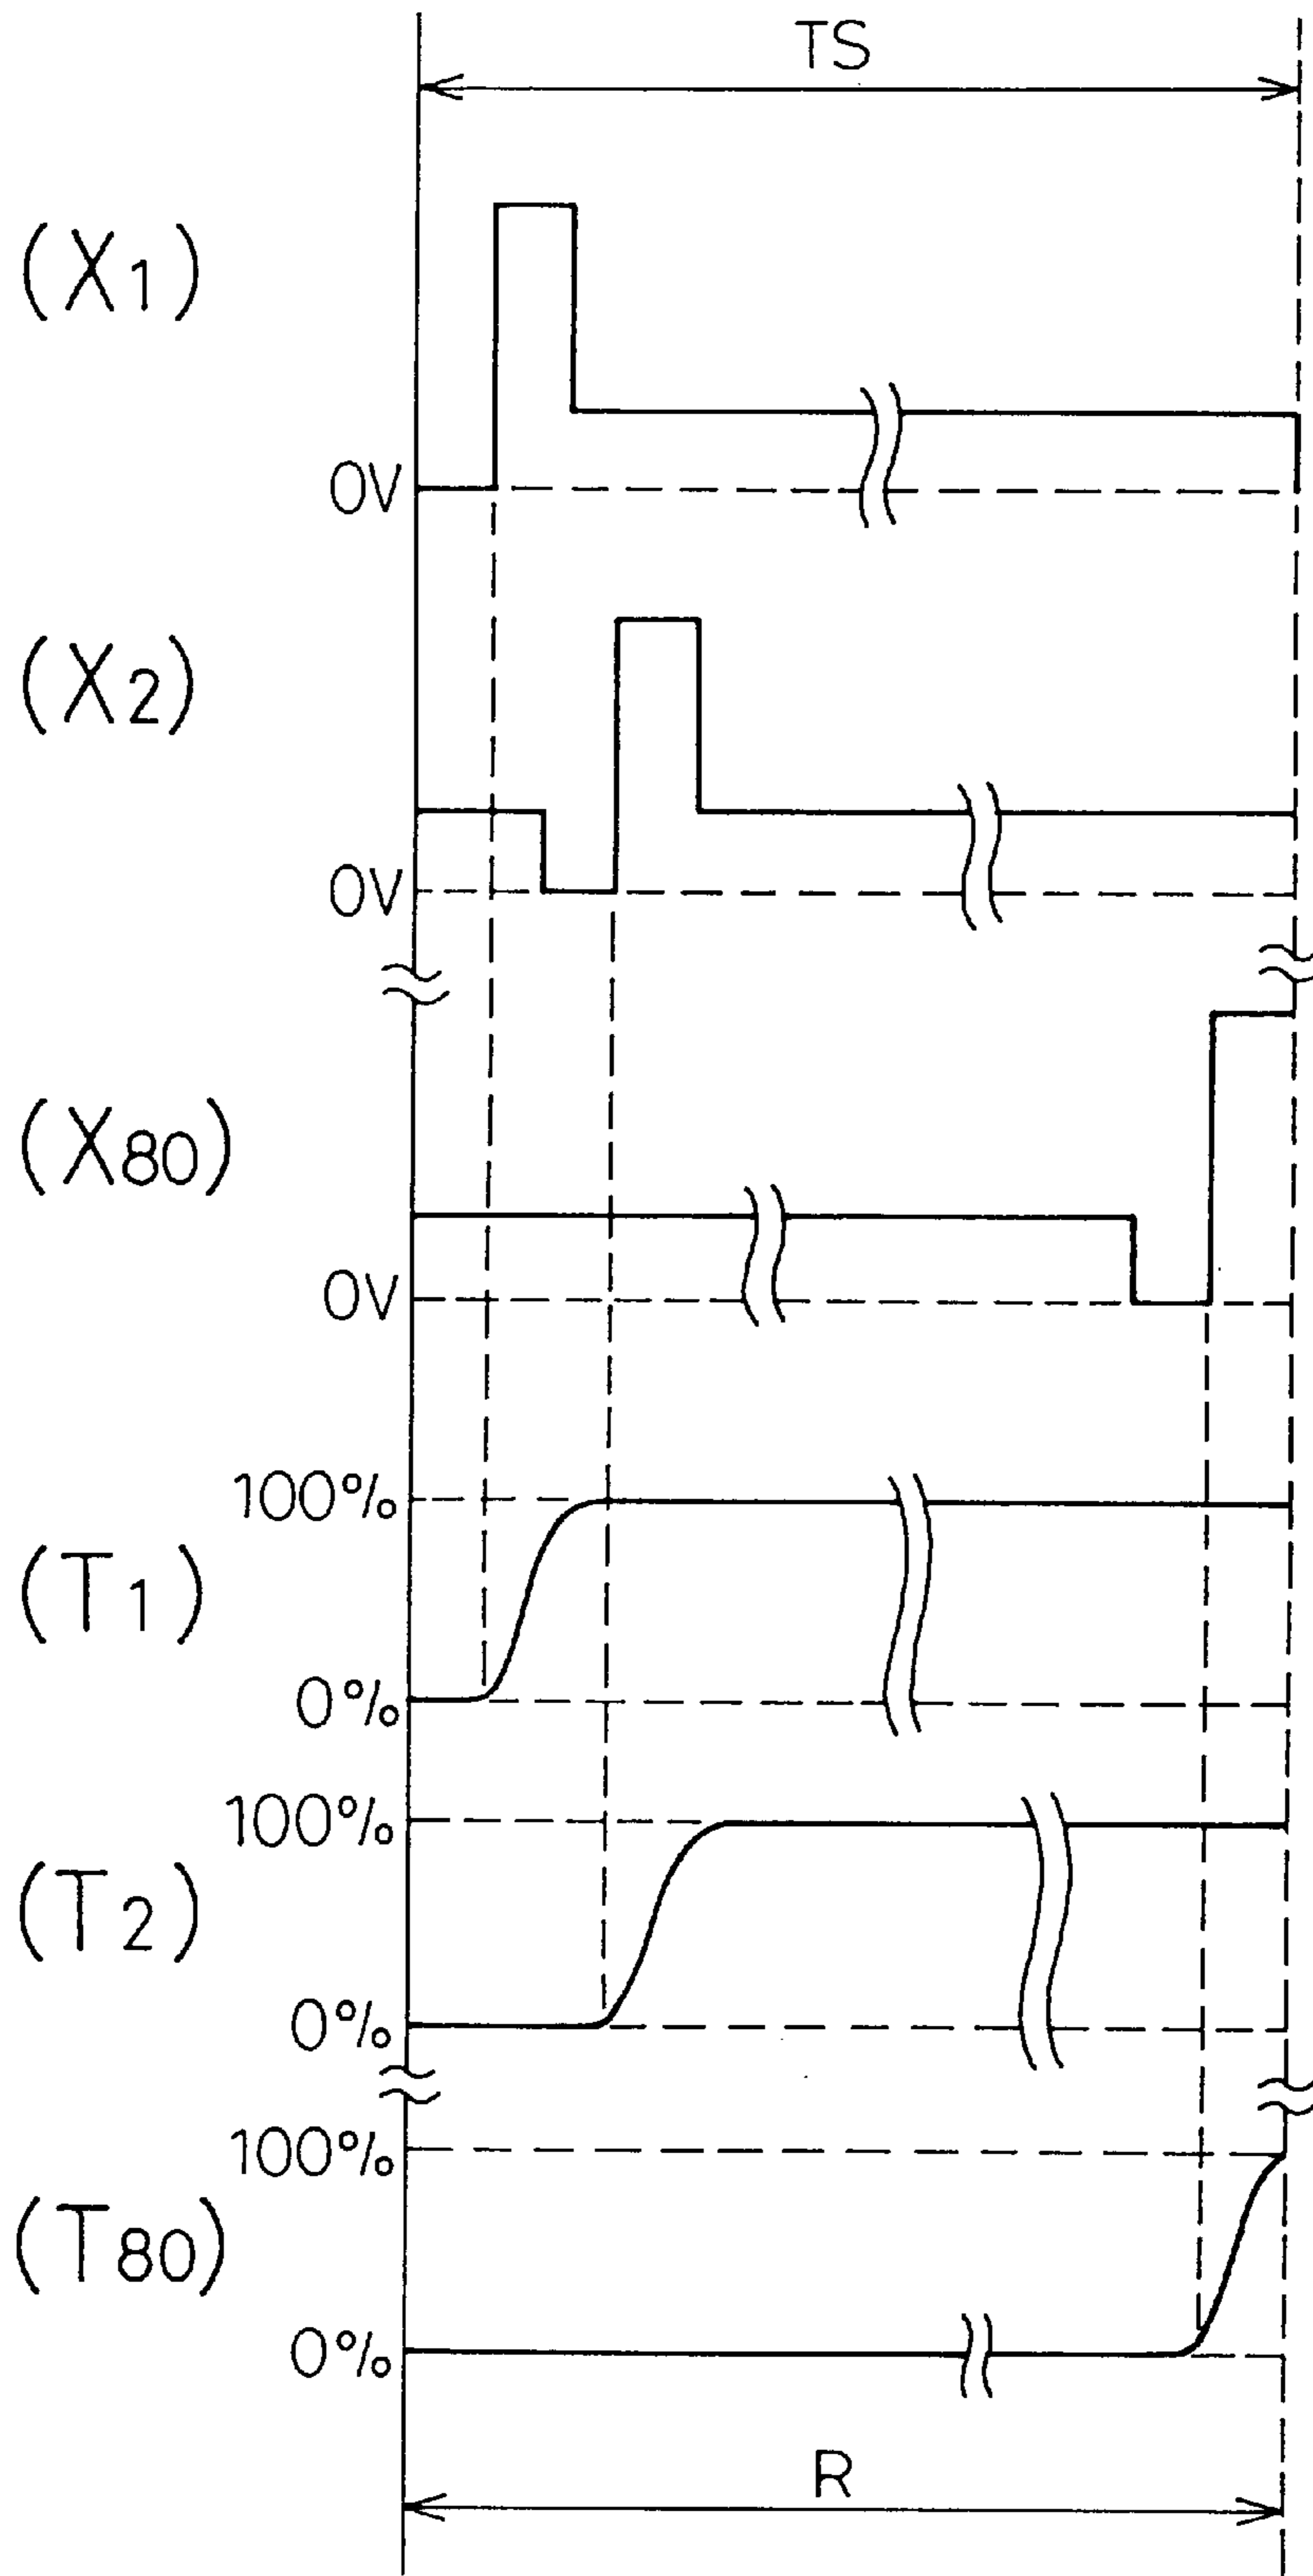 TS
(X1)
0V
(X2)
0V
(X80)
0V
100%
(T1)
0%
100%
(T2)
0%
100%
(T80)
0%
R